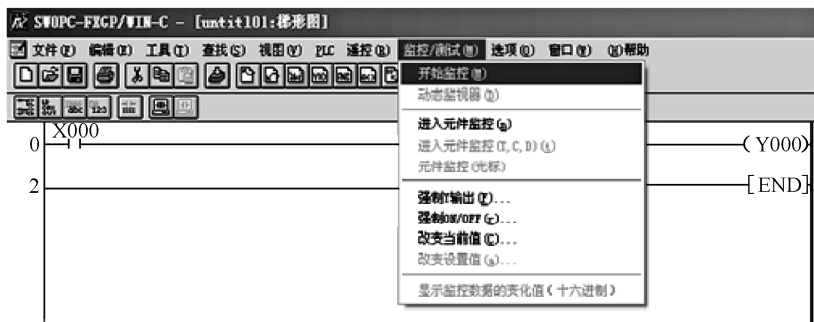 SWOPC-FXGP/WIN-C - [untitl01:梯形图]
文件(F) 编辑(E) 工具(T) 查找(S) 视图(V) PLC 遥控(R) 监控/测试(M) 选项(O) 窗口(W) (H)帮助
开始监控(M)
动态监视器(D)
进入元件监控
进入元件监控(T,C,D)
元件监控(光标)
强制Y输出(F)...
强制ON/OFF...
改变当前值(C)...
改变设置值...
显示监控数据的变化值(十六进制)
X000
0
( Y000)
2
[ END]